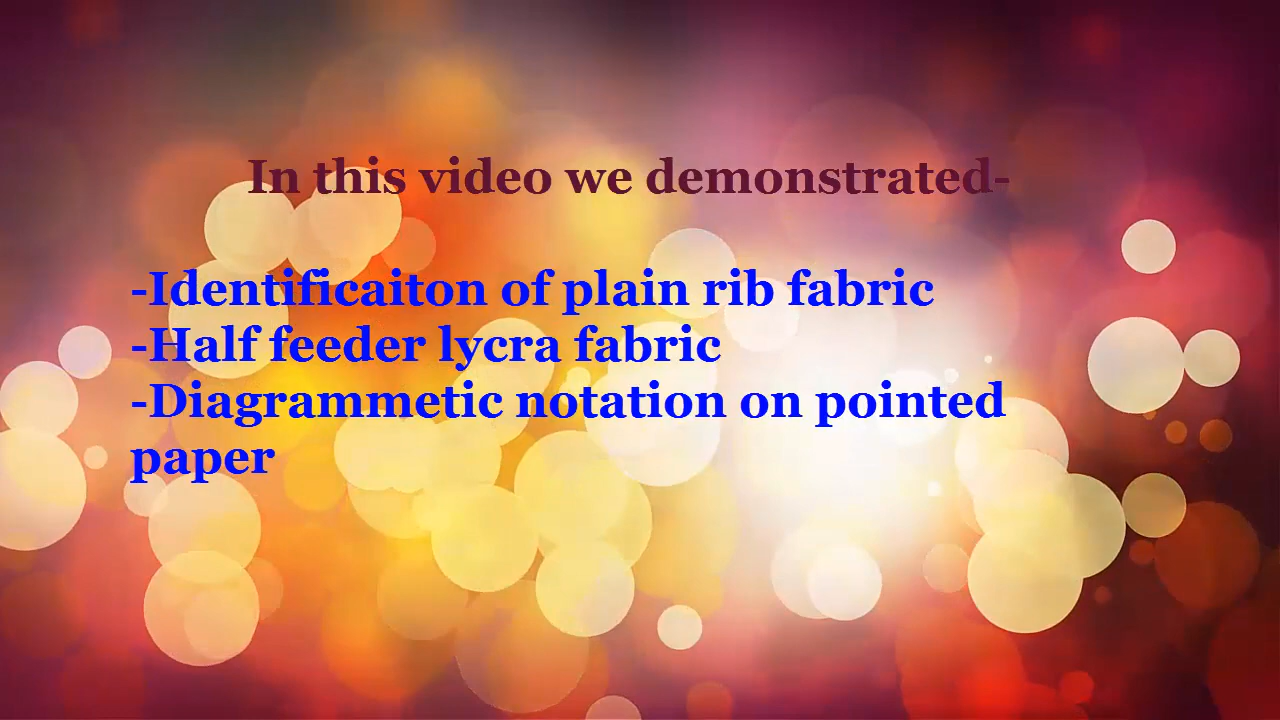 In this video we demonstrated-
-Identificaiton of plain rib fabric
-Half feeder lycra fabric
-Diagrammetic notation on pointed
paper